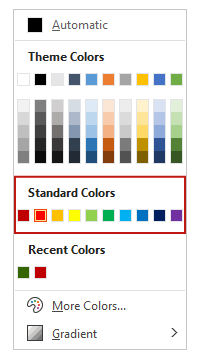 Automatic
Theme Colors
Standard Colors
Recent Colors
More Colors...
Gradient